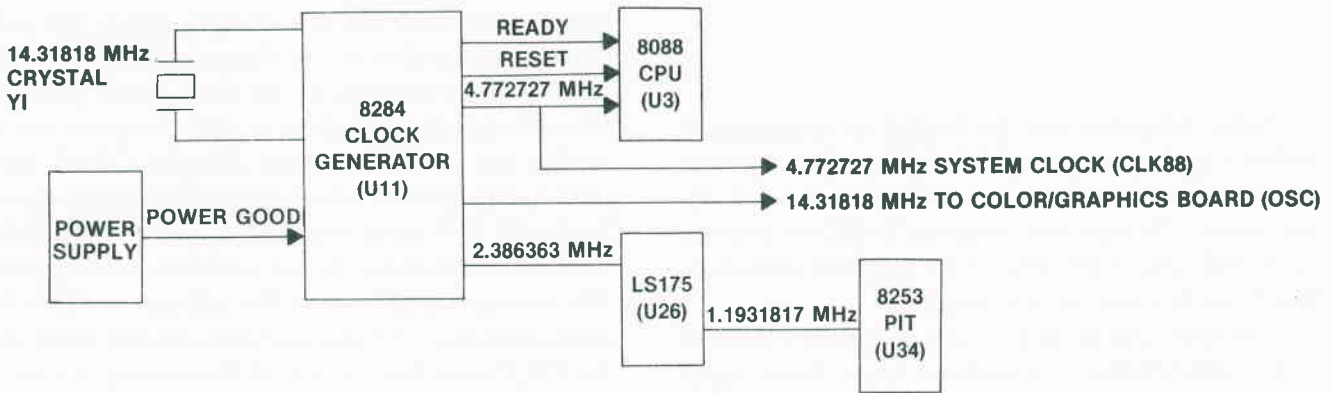 14.31818 MHz
CRYSTAL
YI
8284
CLOCK
GENERATOR
(U11)
READY
RESET
4.772727 MHz
8088
CPU
(U3)
4.772727 MHz SYSTEM CLOCK (CLK88)
14.31818 MHz TO COLOR/GRAPHICS BOARD (OSC)
POWER
SUPPLY
POWER GOOD
2.386363 MHz
LS175
(U26)
1.1931817 MHz
8253
PIT
(U34)